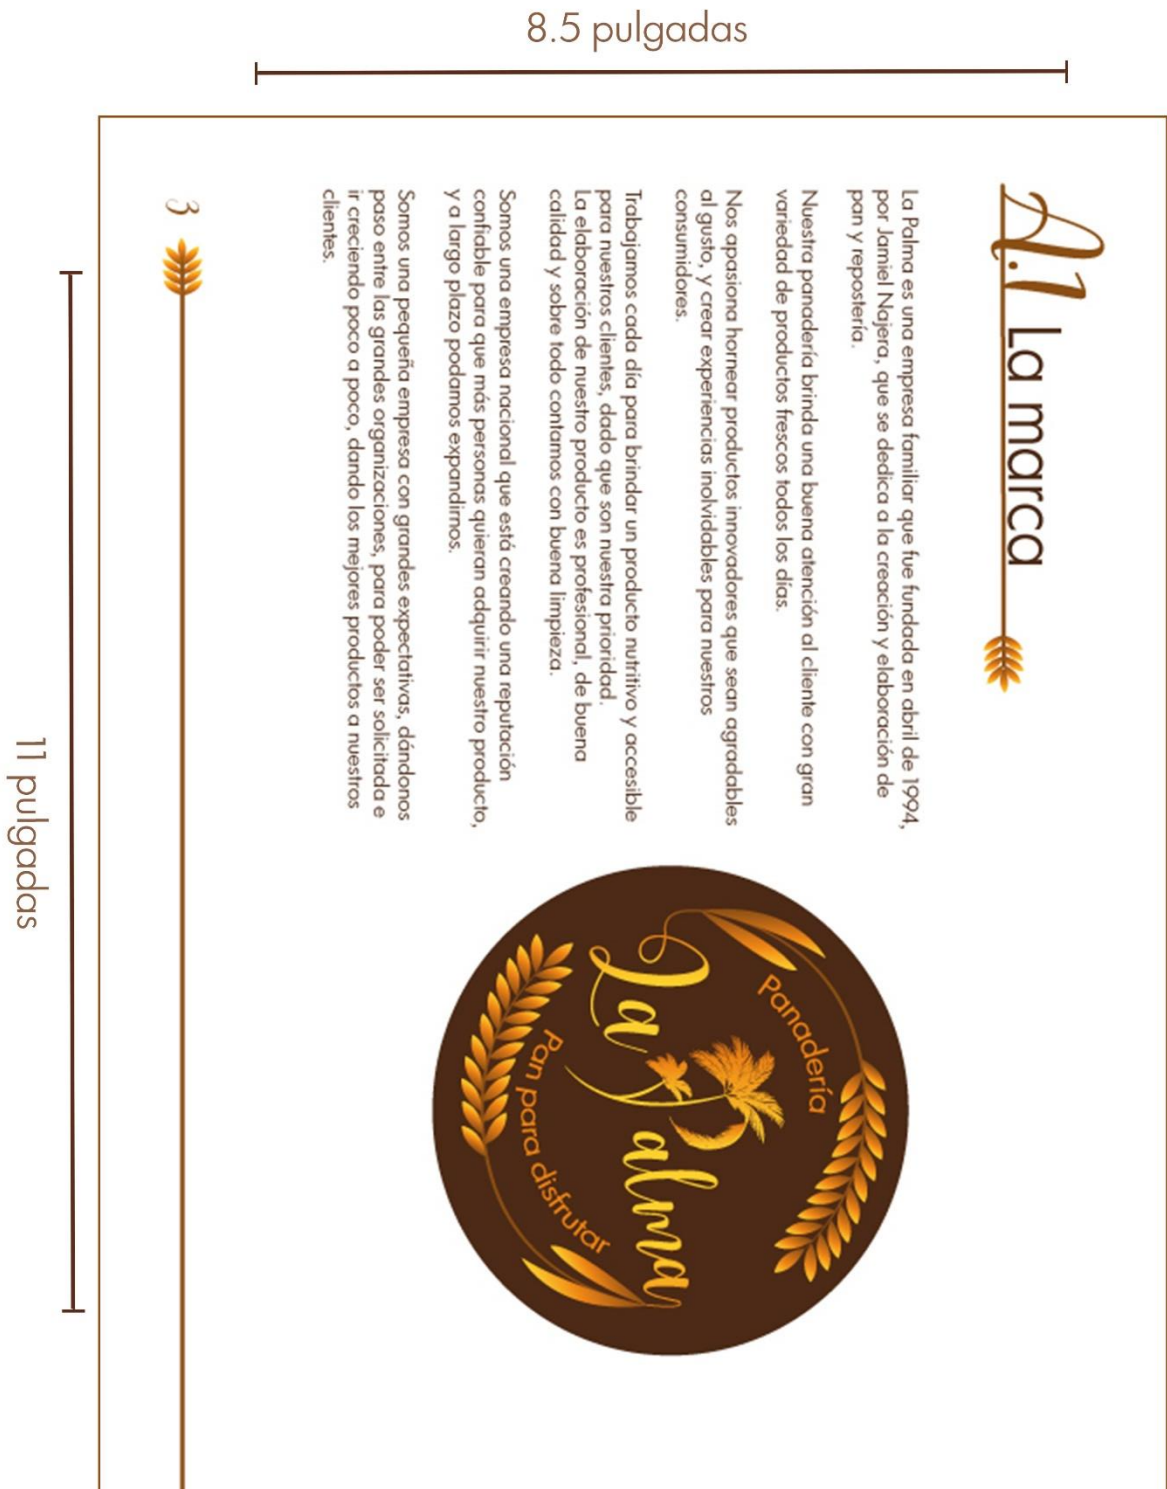 8.5 pulgadas
11 pulgadas
A.1 La marca
La Palma es una empresa familiar que fue fundada en abril de 1994,
por Jamiel Najera, que se dedica a la creación y elaboración de
pan y repostería.
Nuestra panadería brinda una buena atención al cliente con gran
variedad de productos frescos todos los días.
Nos apasiona hornear productos innovadores que sean agradables
al gusto, y crear experiencias inolvidables para nuestros
consumidores.
Trabajamos cada día para brindar un producto nutritivo y accesible
para nuestros clientes, dado que son nuestra prioridad.
La elaboración de nuestro producto es profesional, de buena
calidad y sobre todo contamos con buena limpieza.
Somos una empresa nacional que está creando una reputación
confiable para que más personas quieran adquirir nuestro producto,
y a largo plazo podamos expandirnos.
Somos una pequeña empresa con grandes expectativas, dándonos
paso entre las grandes organizaciones, para poder ser solicitada e
ir creciendo poco a poco, dando los mejores productos a nuestros
clientes.
Panadería
La Palma
Pan para disfrutar
3